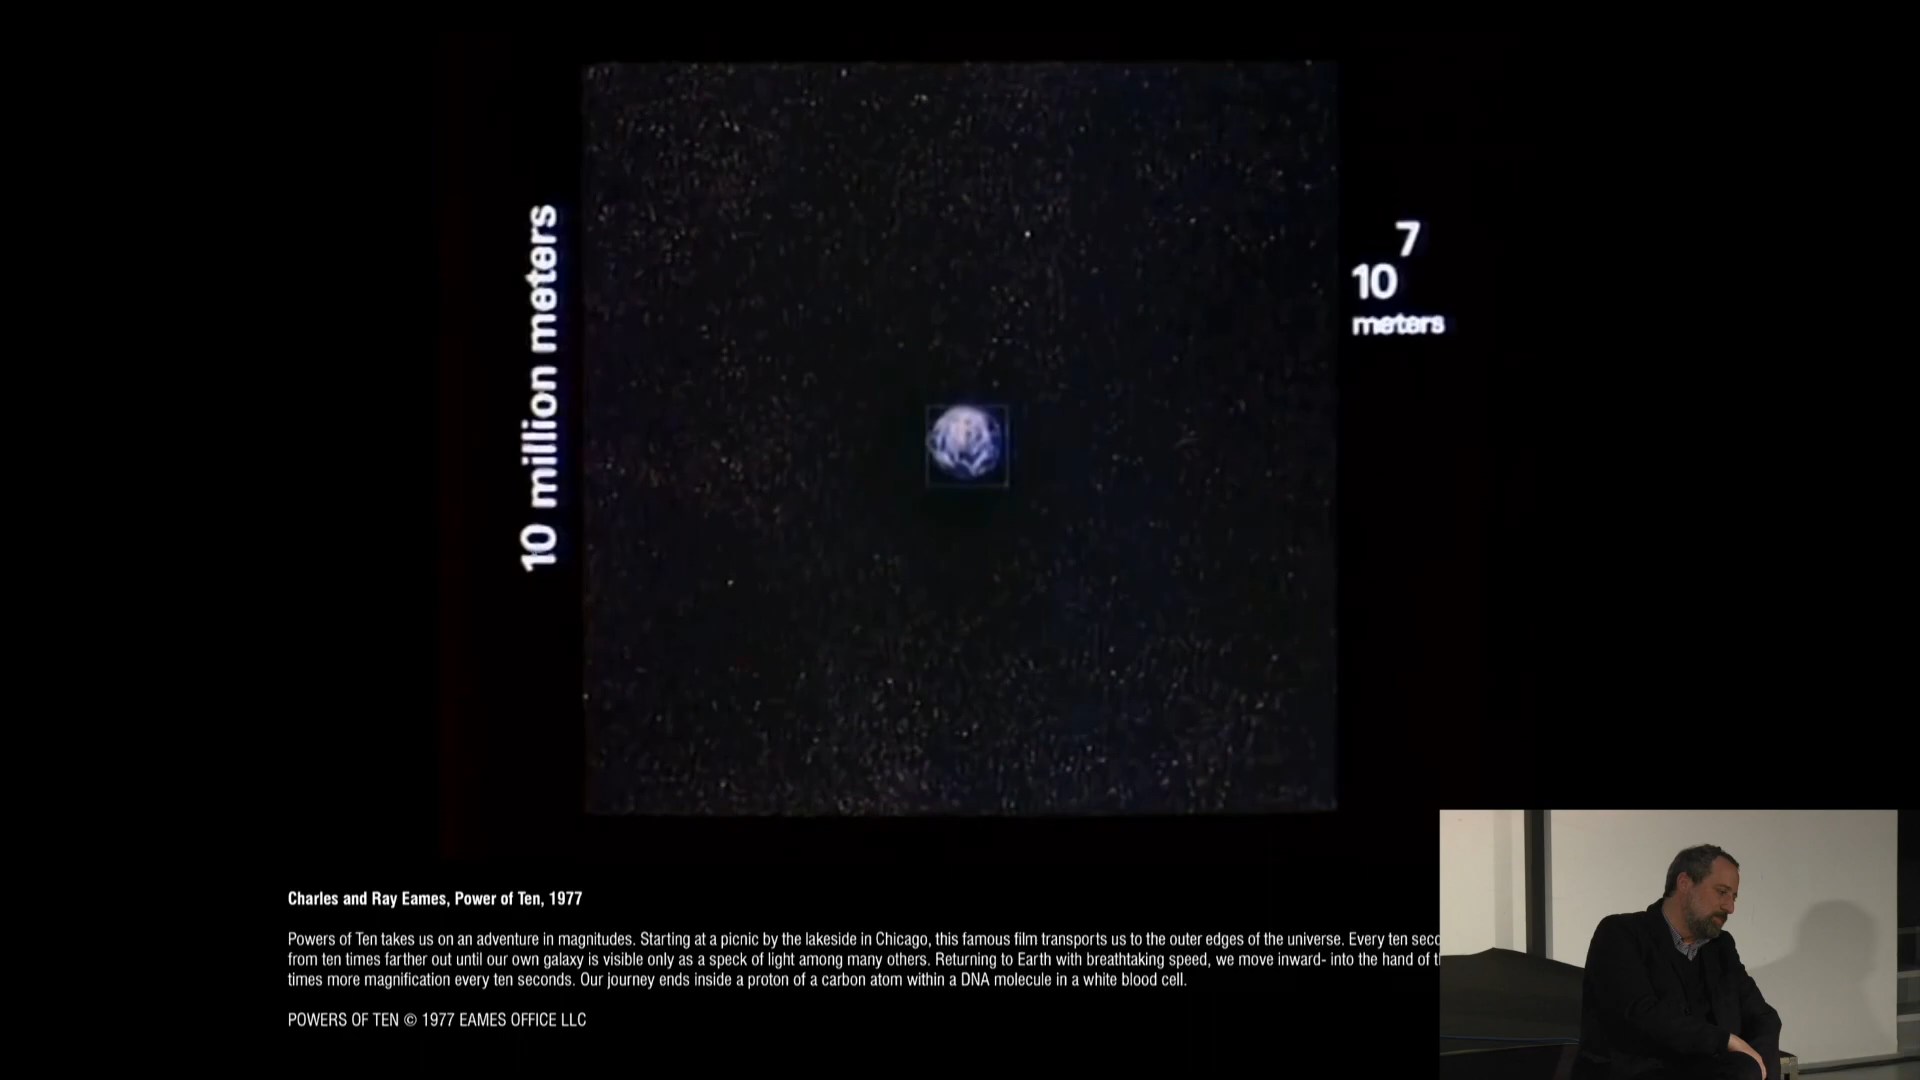 10 million meters
7
10
meters
Charles and Ray Eames, Power of Ten, 1977
Powers of Ten takes us on an adventure in magnitudes. Starting at a picnic by the lakeside in Chicago, this famous film transports us to the outer edges of the universe. Every ten
from ten times farther out until our own galaxy is visible only as a speck of light among many others. Returning to Earth with breathtaking speed, we move inward- into the hand of
times more magnification every ten seconds. Our journey ends inside a proton of a carbon atom within a DNA molecule in a white blood cell.
POWERS OF TEN © 1977 EAMES OFFICE LLC